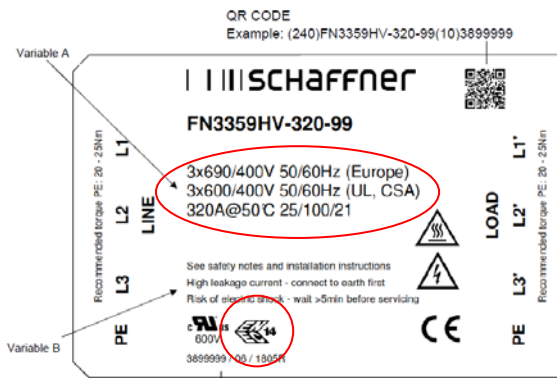 QR CODE
Example: (240)FN3359HV-320-99(10)3899999
Variable A
SCHAFFNER
FN3359HV-320-99
3x690/400V 50/60Hz (Europe)
3x600/400V 50/60Hz (UL, CSA)
320A@50°C 25/100/21
Recommended torque PE: 20 - 25Nm
L1
L2
L3
PE
LINE
LOAD
L1'
L2'
L3'
PE
Recommended torque PE: 20 - 25Nm
See safety notes and installation instructions
High leakage current - connect to earth first
Risk of electric shock - wait >5min before servicing
Variable B
c RU us
600V
14
CE
3899999 / 06 / 1805R